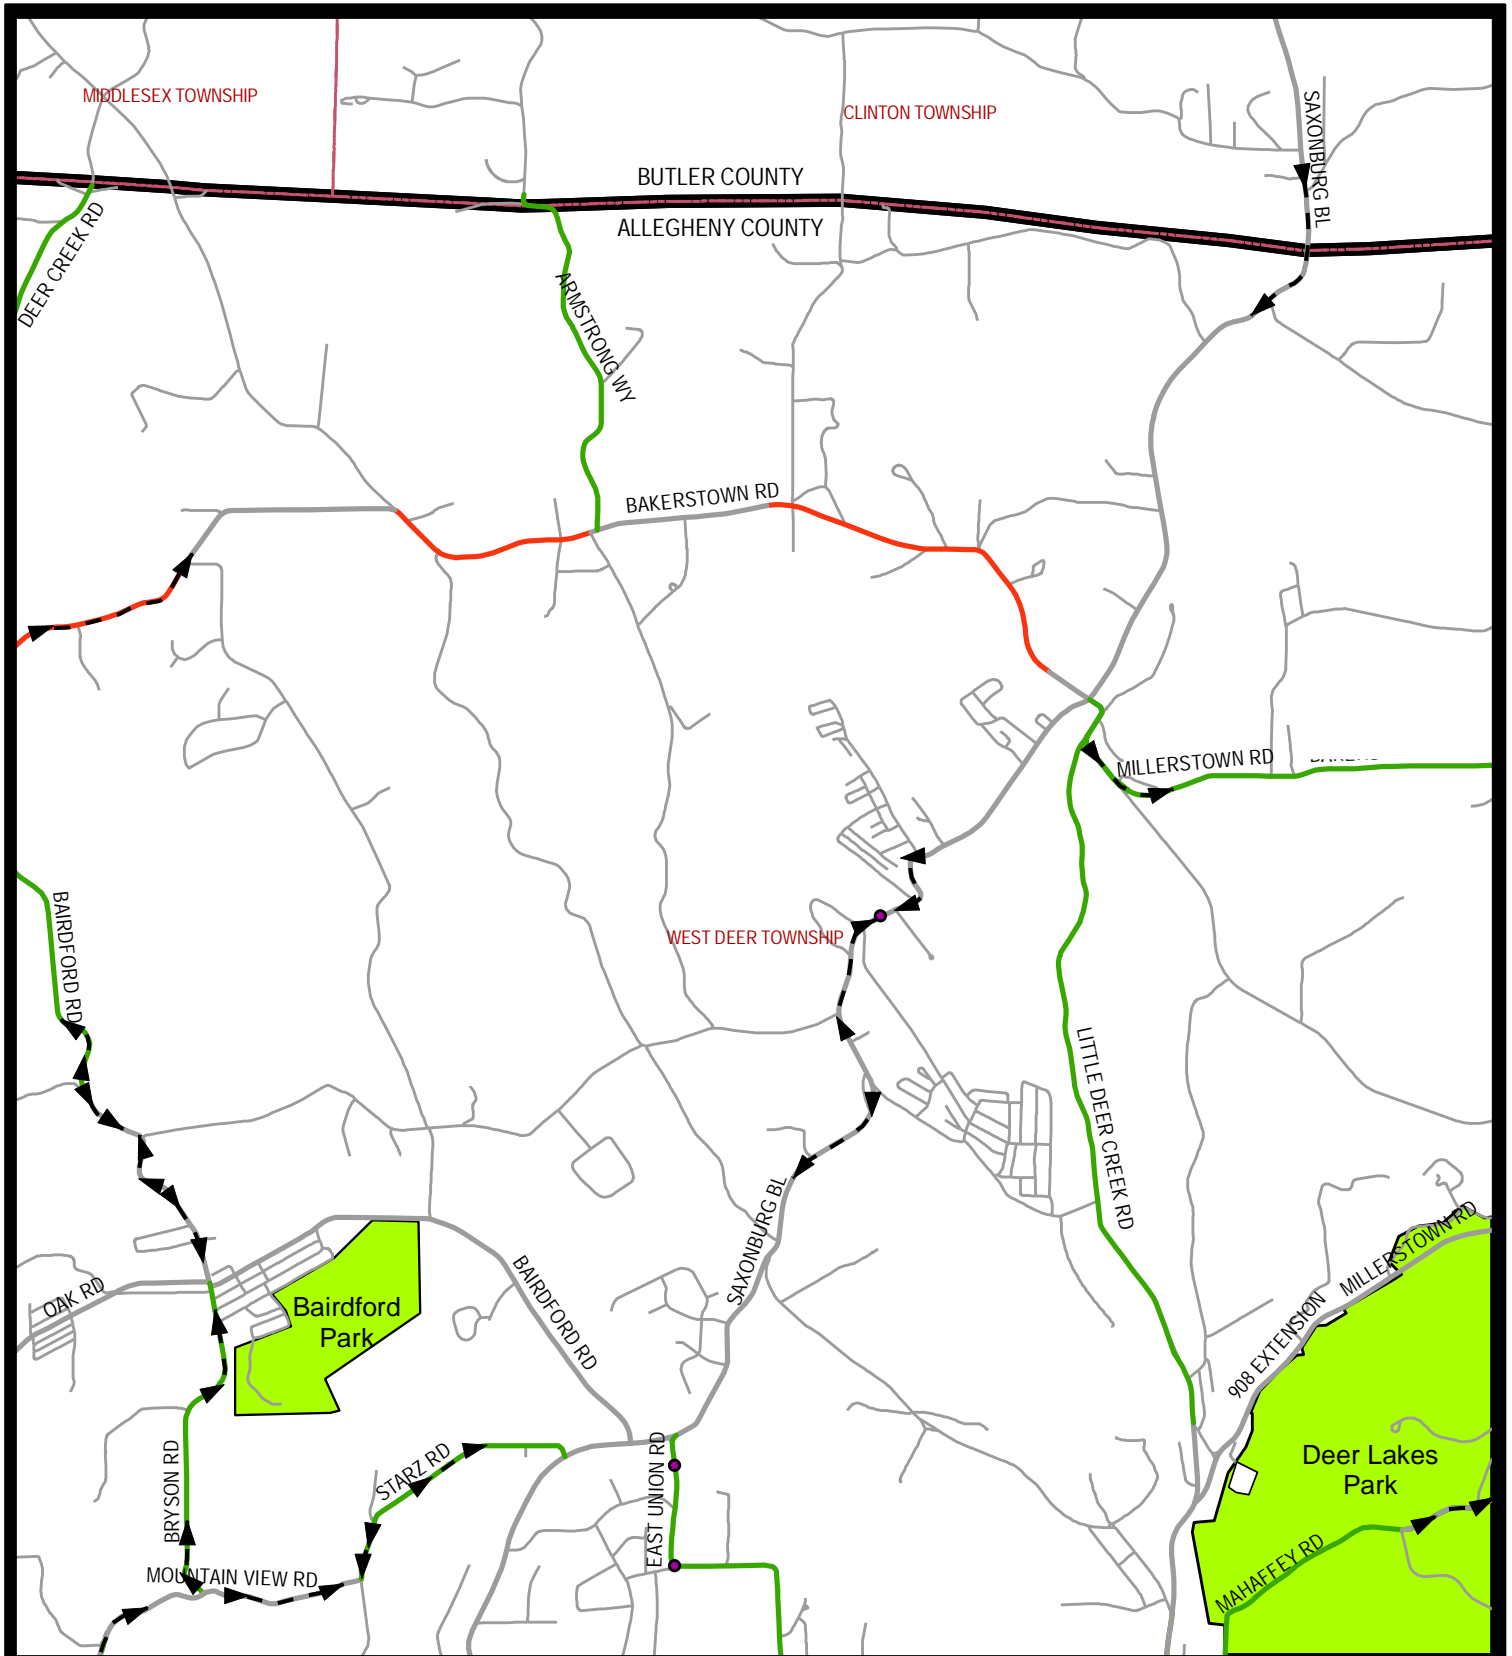 MIDDLESEX TOWNSHIP
CLINTON TOWNSHIP
SAXONBURG BL
BUTLER COUNTY
ALLEGHENY COUNTY
DEER CREEK RD
ARMSTRONG WY
BAKERSTOWN RD
MILLERSTOWN RD
BAIRDFORD RD
WEST DEER TOWNSHIP
LITTLE DEER CREEK RD
SAXONBURG BL
MILLERSTOWN RD
OAK RD
Bairdford
Park
BAIRDFORD RD
908 EXTENSION
BRYSON RD
STARZ RD
EAST UNION RD
Deer Lakes
Park
MOUNTAIN VIEW RD
MAHAFFEY RD